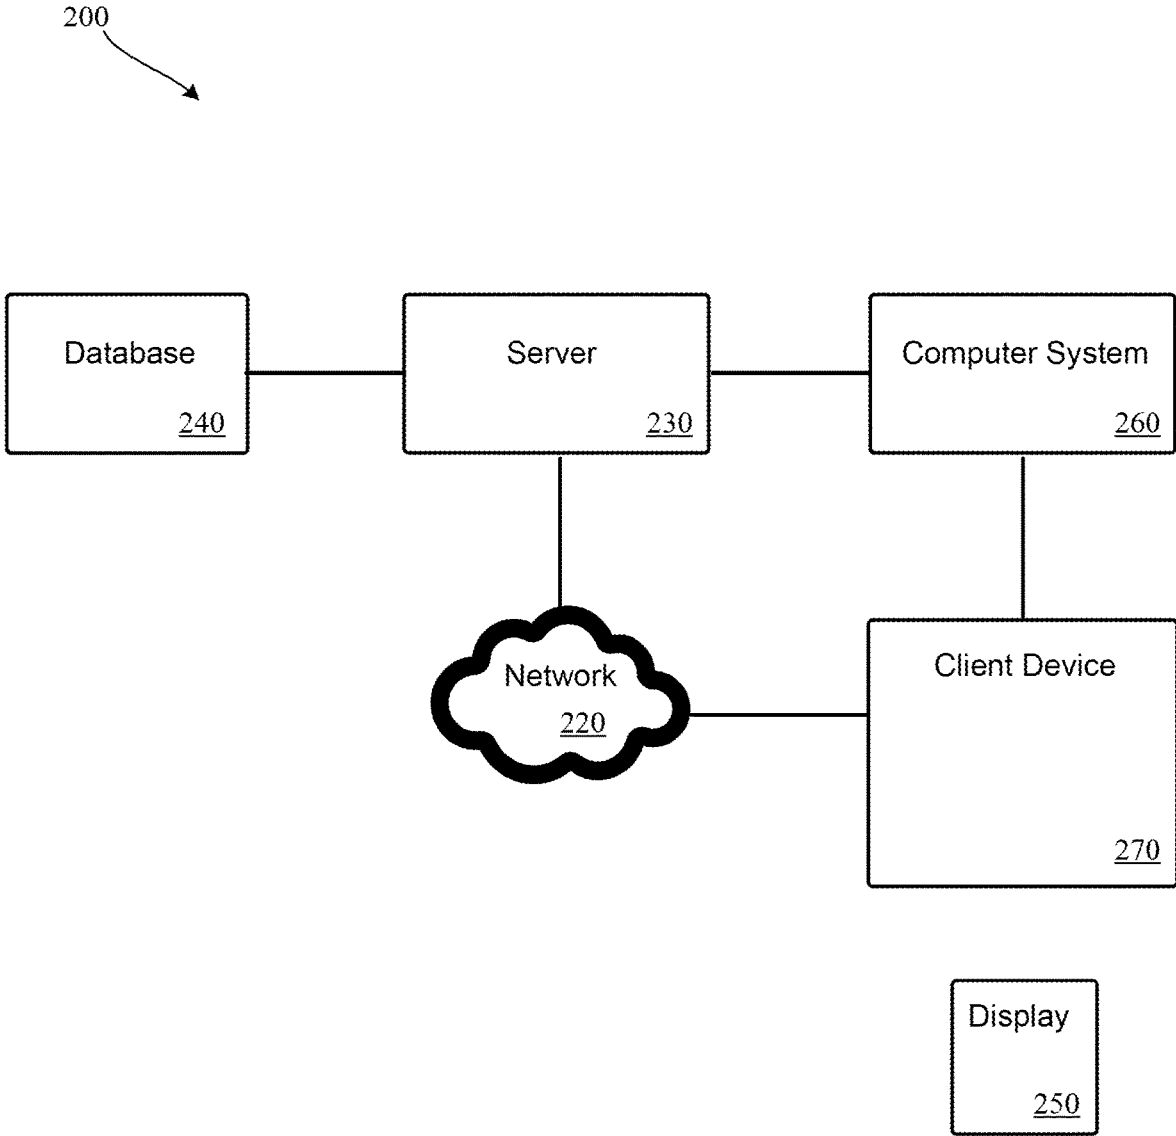 200
Database
240
Server
230
Computer System
260
Network
220
Client Device
270
Display
250